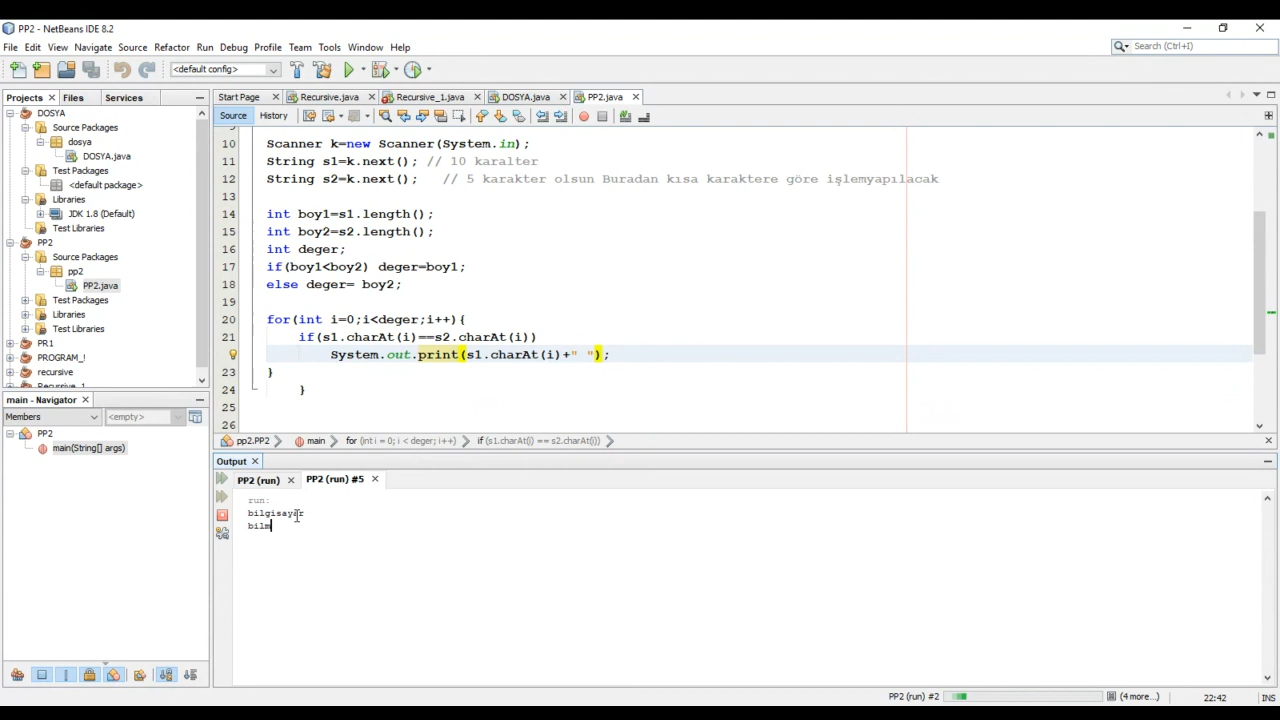 PP2 - NetBeans IDE 8.2
File Edit View Navigate Source Refactor Run Debug Profile Team Tools Window Help
Search (Ctrl+I)
<default config>
Projects Files Services
Start Page Recursive.java Recursive_1.java DOSYA.java PP2.java
Source History
DOSYA
Source Packages
dosya
DOSYA.java
Test Packages
<default package>
Libraries
JDK 1.8 (Default)
Test Libraries
PP2
Source Packages
pp2
PP2.java
Test Packages
Libraries
Test Libraries
PR1
PROGRAM_!
recursive
Recursive_1
10 Scanner k=new Scanner(System.in);
11 String s1=k.next(); // 10 karalter
12 String s2=k.next(); // 5 karakter olsun Buradan kısa karaktere göre işlemyapılacak
13
14 int boy1=s1.length();
15 int boy2=s2.length();
16 int deger;
17 if(boy1<boy2) deger=boy1;
18 else deger= boy2;
19
20 for(int i=0;i<deger;i++){
21 if(s1.charAt(i)==s2.charAt(i))
System.out.print(s1.charAt(i)+" ");
23 }
24 }
25
26
pp2.PP2 main for (int i = 0; i < deger; i++) if (s1.charAt(i) == s2.charAt(i))
main - Navigator
Members <empty>
PP2
main(String[] args)
Output
PP2 (run) PP2 (run) #5
run:
bilgisayar
bilm
PP2 (run) #2 (4 more...) 22:42 INS